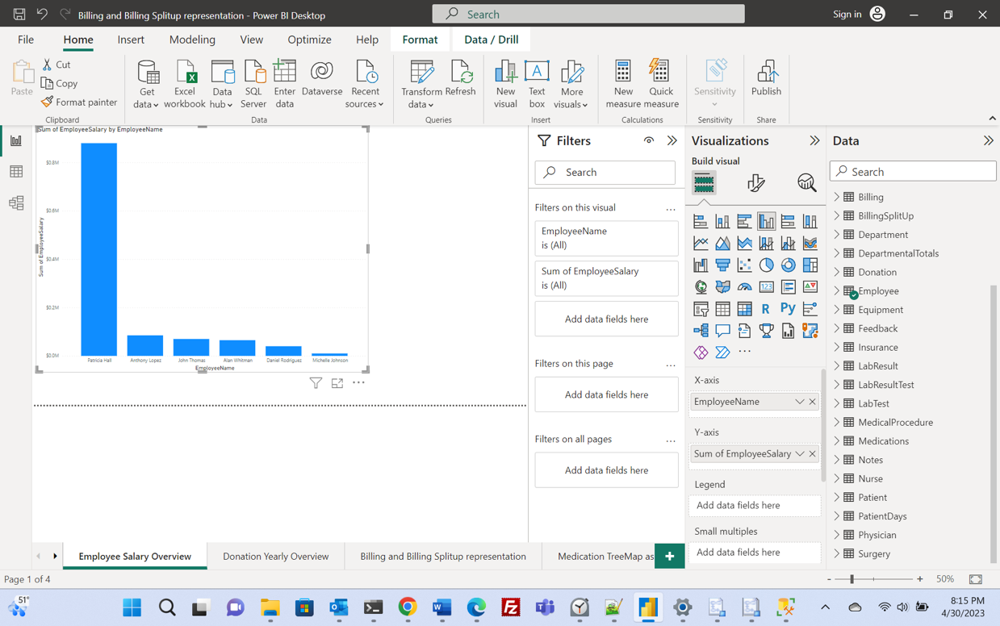 Billing and Billing Splitup representation - Power BI Desktop
Search
Sign in
File Home Insert Modeling View Optimize Help Format Data / Drill
Paste
Cut
Copy
Format painter
Clipboard
Get data
Excel workbook
Data hub
SQL Server
Enter data
Dataverse
Recent sources
Data
Transform data
Refresh
Queries
New visual
Text box
More visuals
Insert
New measure
Quick measure
Calculations
Sensitivity
Sensitivity
Publish
Share
Sum of EmployeeSalary by EmployeeName
$0.8M
$0.6M
$0.4M
$0.2M
$0.0M
Sum of EmployeeSalary
Patricia Hall Anthony Lopez John Thomas Alan Whitman Daniel Rodriguez Michelle Johnson
EmployeeName
Filters
Search
Filters on this visual
EmployeeName
is (All)
Sum of EmployeeSalary
is (All)
Add data fields here
Filters on this page
Add data fields here
Filters on all pages
Add data fields here
Visualizations
Build visual
123
R Py
X-axis
EmployeeName
Y-axis
Sum of EmployeeSalary
Legend
Add data fields here
Small multiples
Add data fields here
Data
Search
Billing
BillingSplitUp
Department
DepartmentalTotals
Donation
Employee
Equipment
Feedback
Insurance
LabResult
LabResultTest
LabTest
MedicalProcedure
Medications
Notes
Nurse
Patient
PatientDays
Physician
Surgery
Employee Salary Overview Donation Yearly Overview Billing and Billing Splitup representation Medication TreeMap as
Page 1 of 4
- + 50%
51°
8:15 PM
4/30/2023